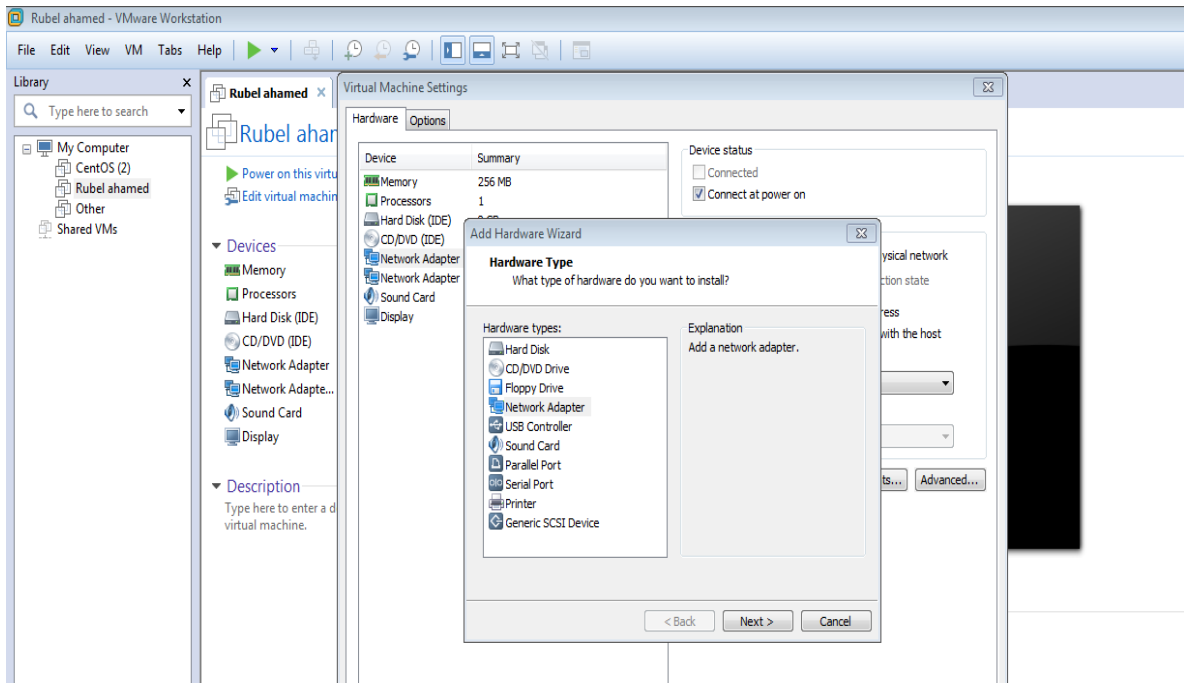 Rubel ahamed - VMware Workstation
File Edit View VM Tabs Help
Library x
Type here to search
My Computer
CentOS (2)
Rubel ahamed
Other
Shared VMs
Rubel ahamed x
Rubel ahar
Power on this virtu
Edit virtual machin
Devices
Memory
Processors
Hard Disk (IDE)
CD/DVD (IDE)
Network Adapter
Network Adapte...
Sound Card
Display
Description
Type here to enter a d
virtual machine.
Virtual Machine Settings
Hardware Options
Device Summary
Memory 256 MB
Processors 1
Hard Disk (IDE)
CD/DVD (IDE)
Network Adapter
Network Adapter
Sound Card
Display
Device status
Connected
Connect at power on
ysical network
ction state
ress
with the host
ts... Advanced...
Add Hardware Wizard
Hardware Type
What type of hardware do you want to install?
Hardware types:
Hard Disk
CD/DVD Drive
Floppy Drive
Network Adapter
USB Controller
Sound Card
Parallel Port
Serial Port
Printer
Generic SCSI Device
Explanation
Add a network adapter.
< Back Next > Cancel